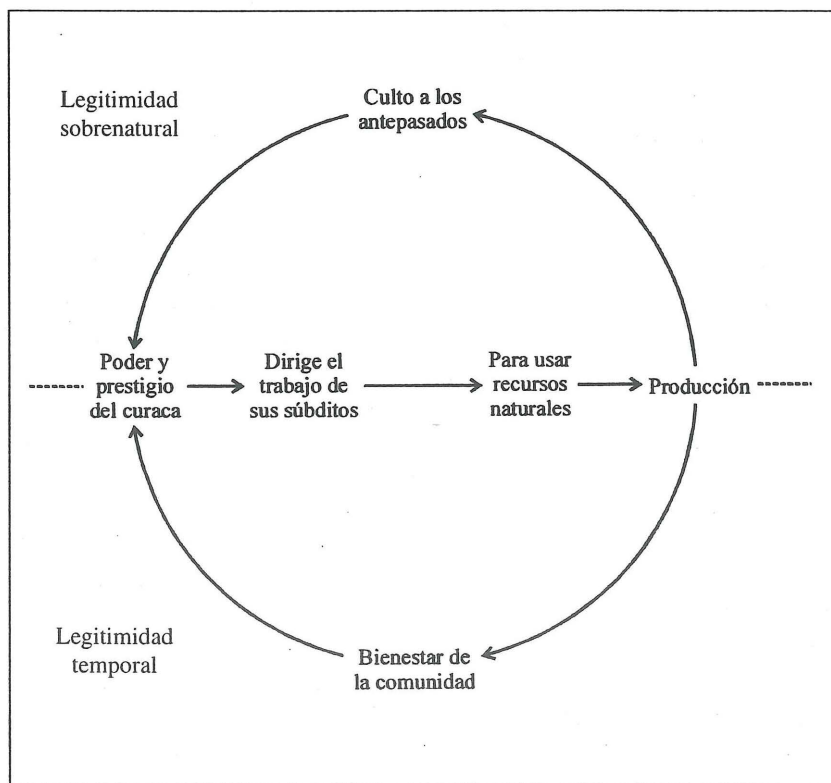 Legitimidad
sobrenatural
Culto a los
antepasados
Poder y
prestigio
del curaca
Dirige el
trabajo de
sus súbditos
Para usar
recursos
naturales
Producción
Legitimidad
temporal
Bienestar de
la comunidad